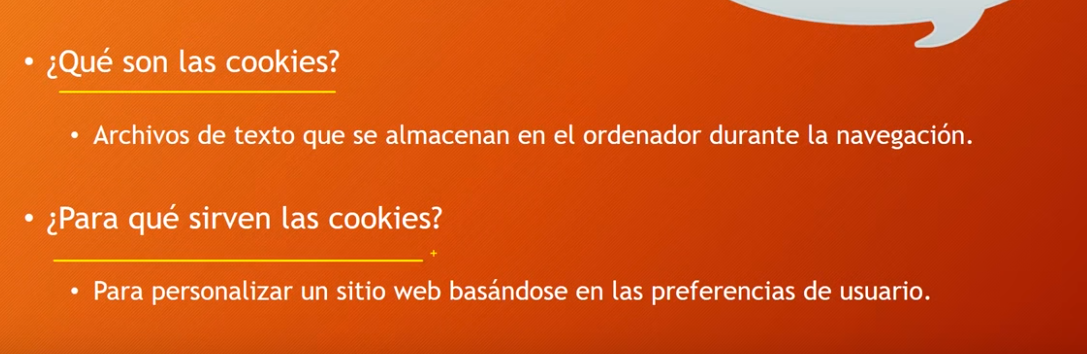 • ¿Qué son las cookies?
• Archivos de texto que se almacenan en el ordenador durante la navegación.
• ¿Para qué sirven las cookies?
• Para personalizar un sitio web basándose en las preferencias de usuario.